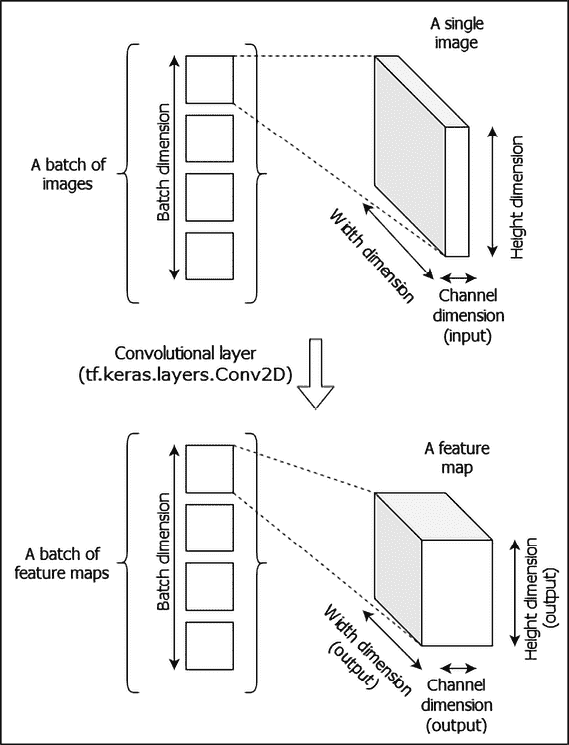 A single
image
A batch of
images
Batch dimension
Height dimension
Width dimension
Channel
dimension
(input)
Convolutional layer
(tf.keras.layers.Conv2D)
A feature
map
A batch of
feature maps
Batch dimension
Height dimension
(output)
Width dimension
(output)
Channel
dimension
(output)